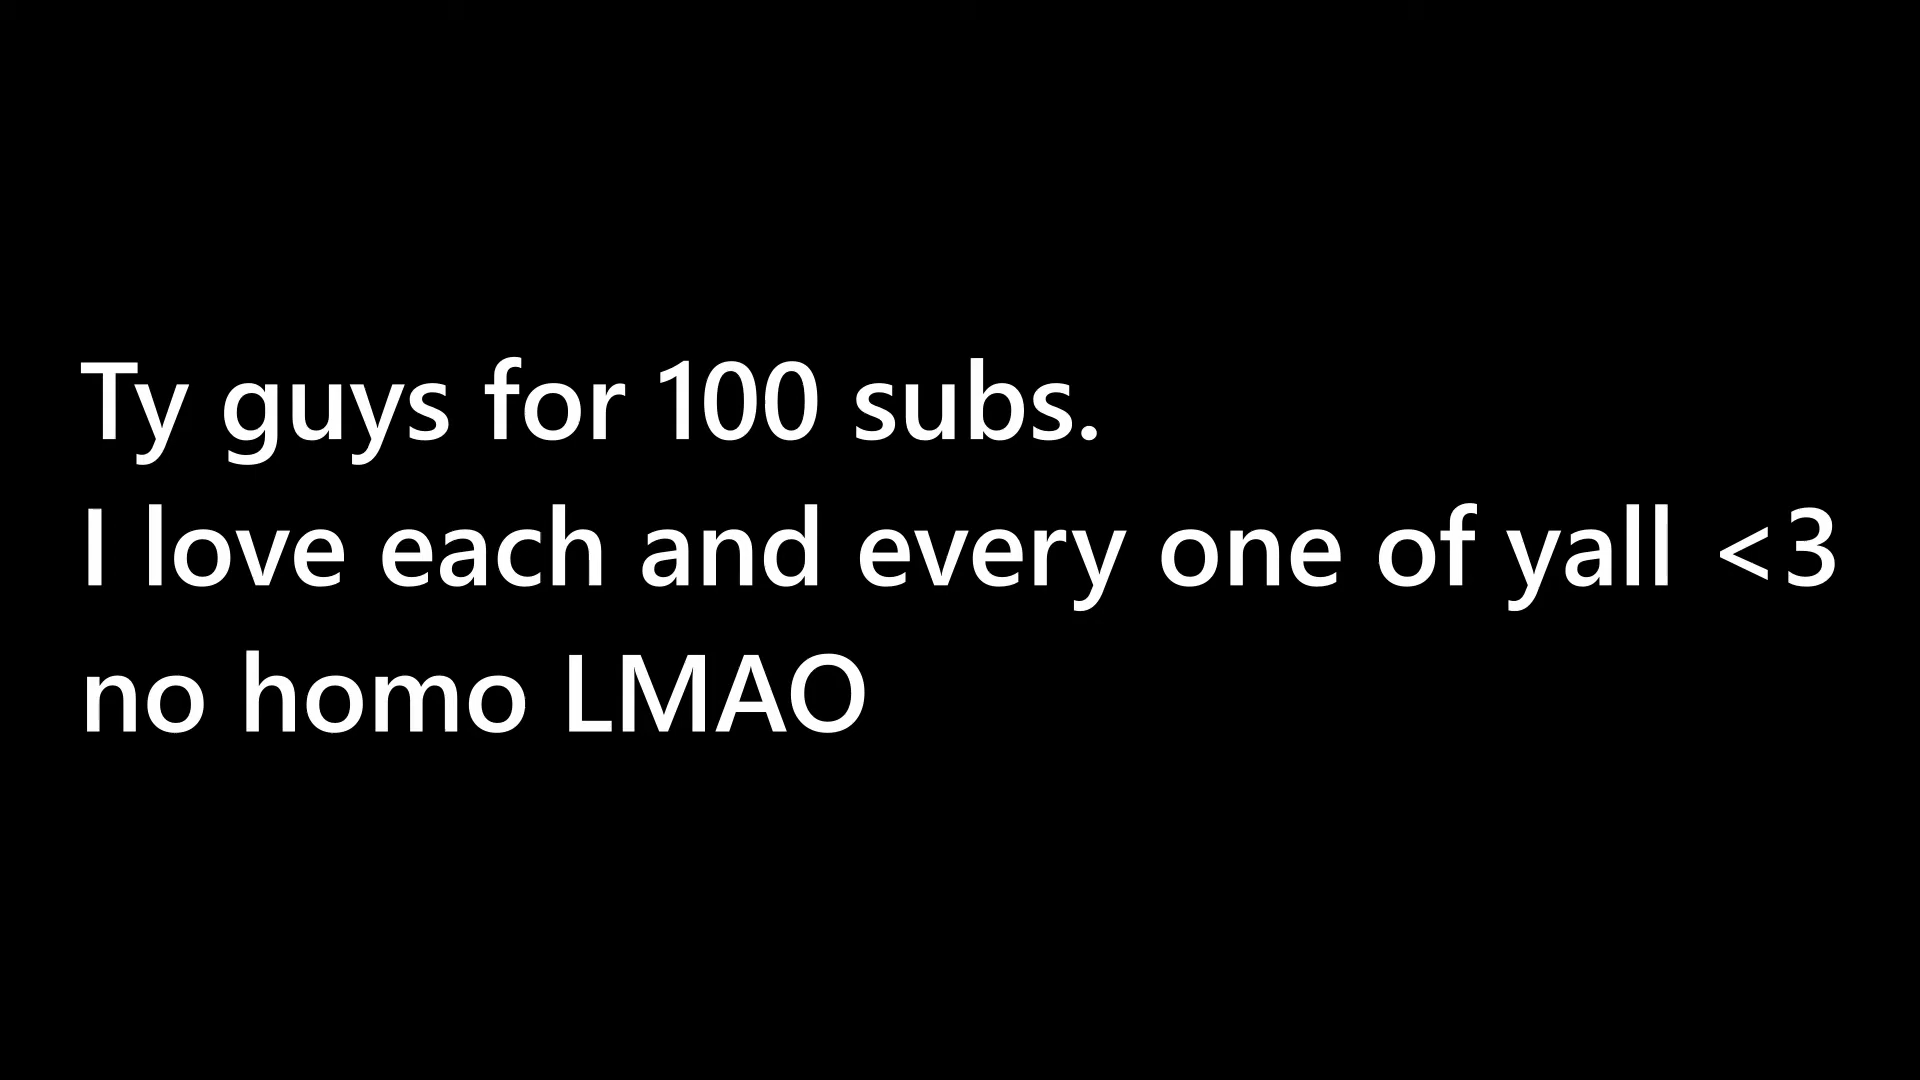 Ty guys for 100 subs.
I love each and every one of yall <3
no homo LMAO